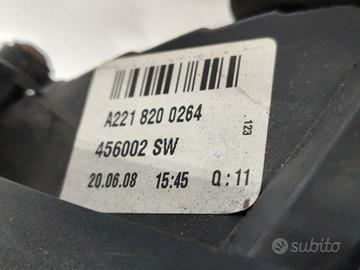 A221 820 0264
456002 SW
20.06.08 15:45 Q:11
123
subito